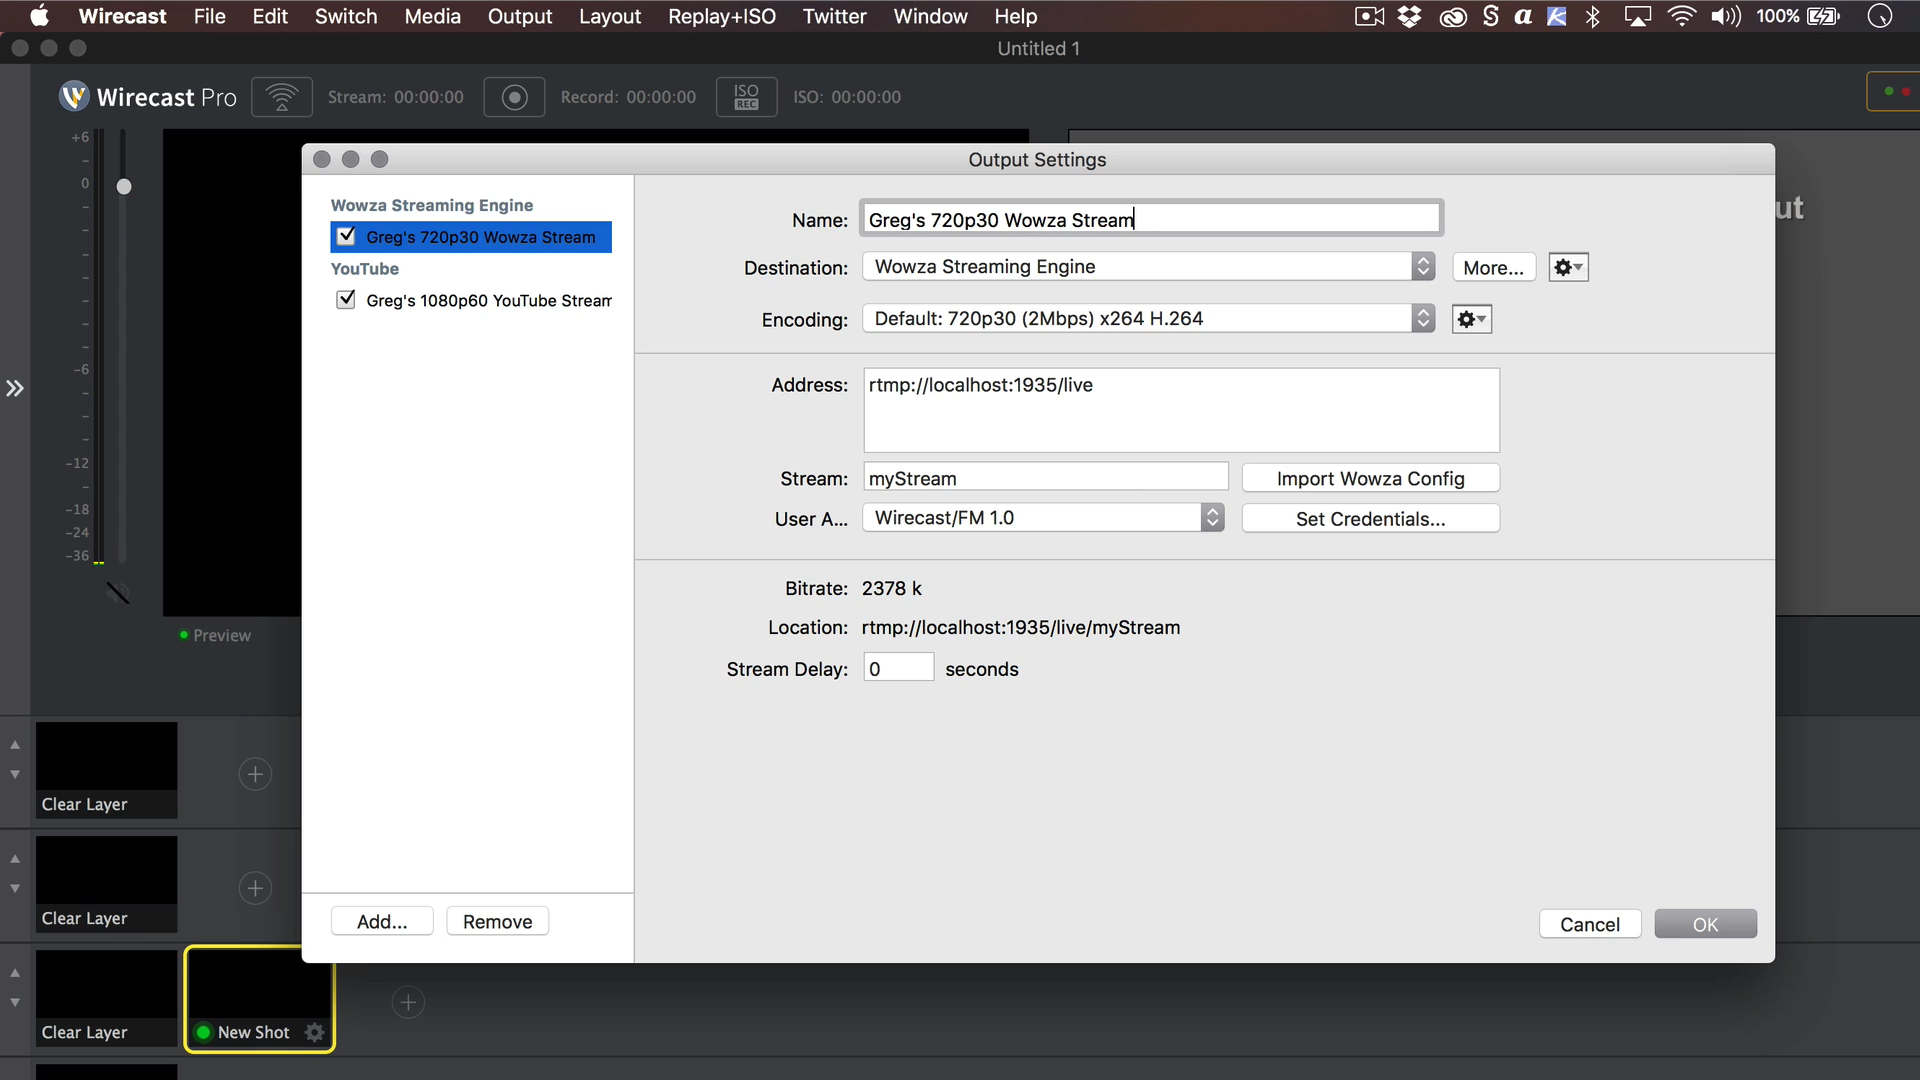 Wirecast File Edit Switch Media Output Layout Replay+ISO Twitter Window Help 100%
Untitled 1
Wirecast Pro Stream: 00:00:00 Record: 00:00:00 ISO REC ISO: 00:00:00
+6
0
-6
-12
-18
-24
-36
Preview
ut
Output Settings
Wowza Streaming Engine
Greg's 720p30 Wowza Stream
YouTube
Greg's 1080p60 YouTube Stream
Add... Remove
Name: Greg's 720p30 Wowza Stream
Destination: Wowza Streaming Engine More...
Encoding: Default: 720p30 (2Mbps) x264 H.264
Address: rtmp://localhost:1935/live
Stream: myStream Import Wowza Config
User A... Wirecast/FM 1.0 Set Credentials...
Bitrate: 2378 k
Location: rtmp://localhost:1935/live/myStream
Stream Delay: 0 seconds
Cancel OK
Clear Layer
Clear Layer
Clear Layer New Shot